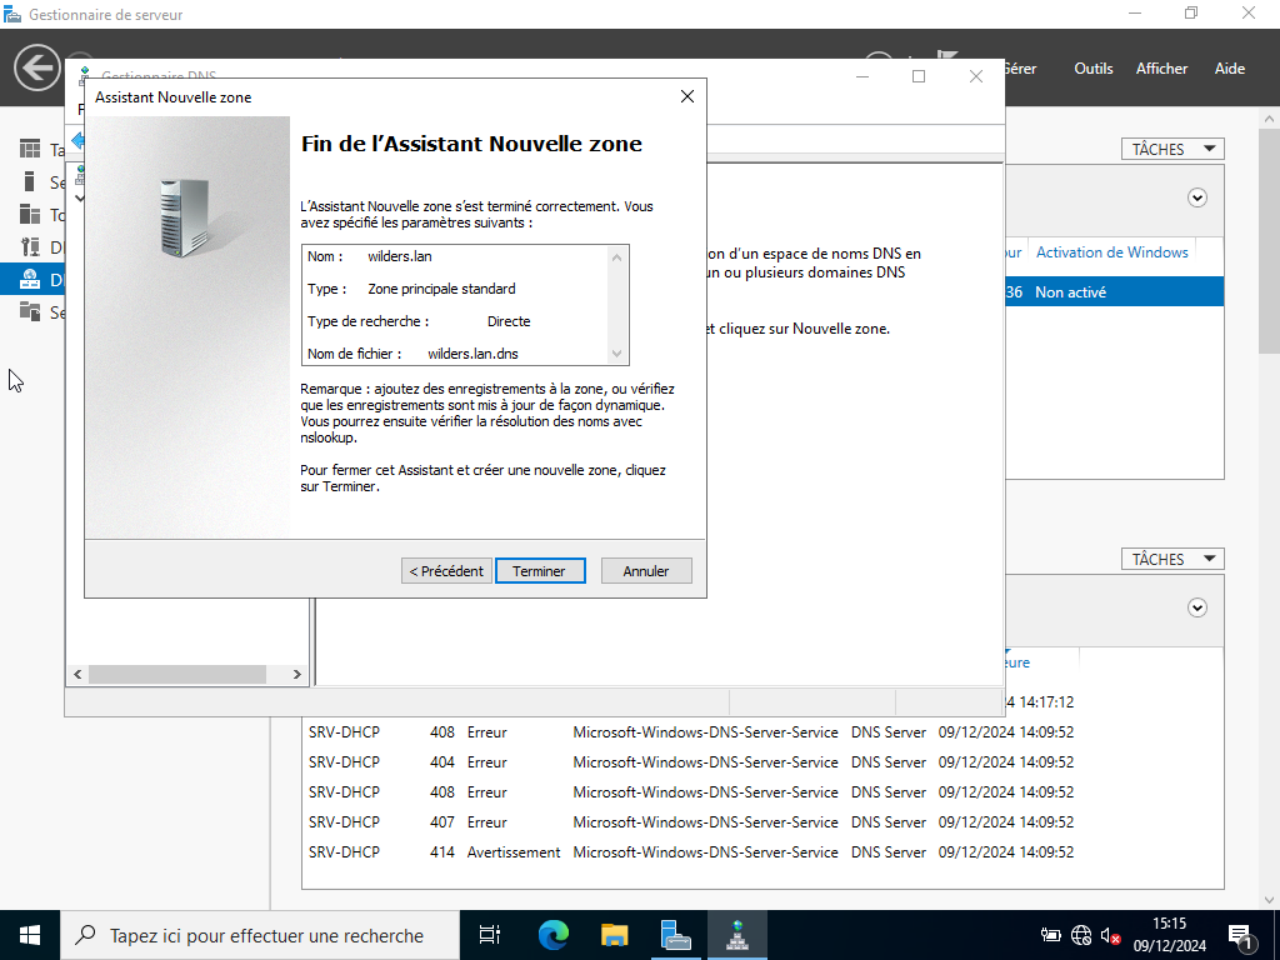 Gestionnaire de serveur
Gérer
Outils
Afficher
Aide
Gestionnaire DNS
Assistant Nouvelle zone
Fin de l’Assistant Nouvelle zone
L’Assistant Nouvelle zone s’est terminé correctement. Vous
avez spécifié les paramètres suivants :
Nom : wilders.lan
Type : Zone principale standard
Type de recherche : Directe
Nom de fichier : wilders.lan.dns
Remarque : ajoutez des enregistrements à la zone, ou vérifiez
que les enregistrements sont mis à jour de façon dynamique.
Vous pourrez ensuite vérifier la résolution des noms avec
nslookup.
Pour fermer cet Assistant et créer une nouvelle zone, cliquez
sur Terminer.
< Précédent
Terminer
Annuler
Ta
Se
To
D
D
Se
on d’un espace de noms DNS en
un ou plusieurs domaines DNS
et cliquez sur Nouvelle zone.
TÂCHES
our Activation de Windows
36 Non activé
TÂCHES
eure
4 14:17:12
SRV-DHCP 408 Erreur Microsoft-Windows-DNS-Server-Service DNS Server 09/12/2024 14:09:52
SRV-DHCP 404 Erreur Microsoft-Windows-DNS-Server-Service DNS Server 09/12/2024 14:09:52
SRV-DHCP 408 Erreur Microsoft-Windows-DNS-Server-Service DNS Server 09/12/2024 14:09:52
SRV-DHCP 407 Erreur Microsoft-Windows-DNS-Server-Service DNS Server 09/12/2024 14:09:52
SRV-DHCP 414 Avertissement Microsoft-Windows-DNS-Server-Service DNS Server 09/12/2024 14:09:52
Tapez ici pour effectuer une recherche
15:15
09/12/2024
1